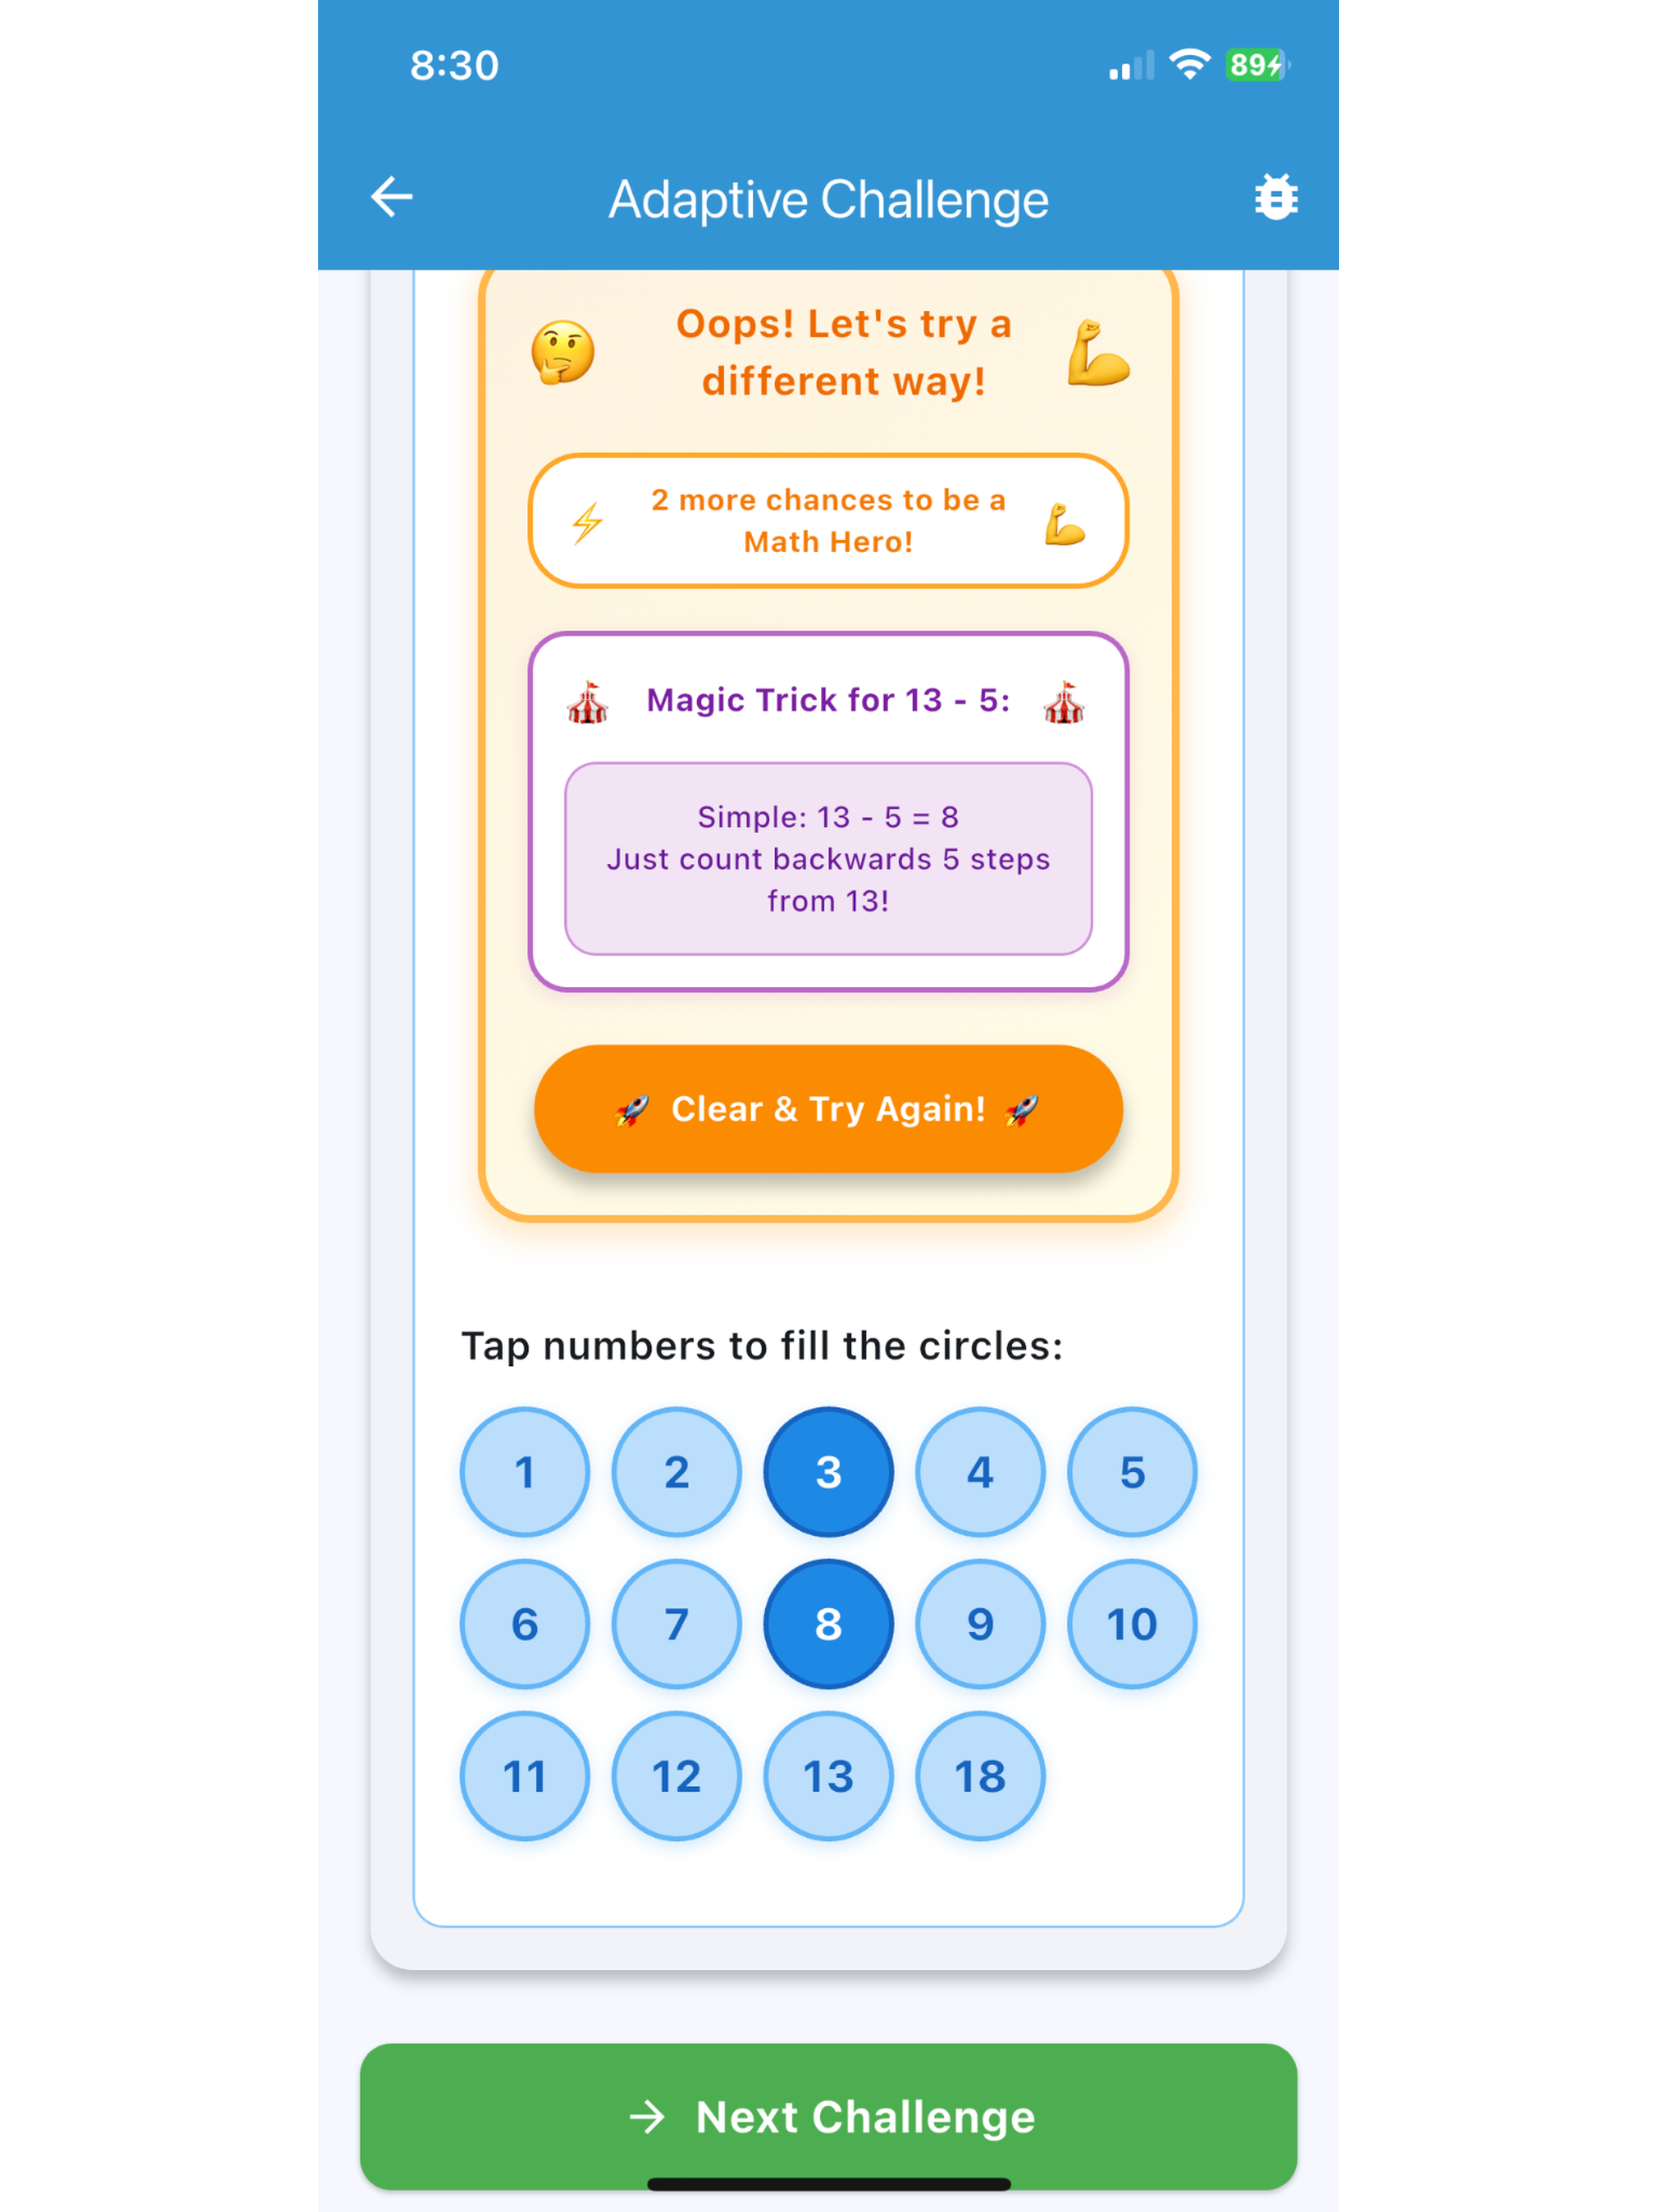 8:30
89
Adaptive Challenge
Oops! Let's try a
different way!
2 more chances to be a
Math Hero!
Magic Trick for 13 - 5:
Simple: 13 - 5 = 8
Just count backwards 5 steps
from 13!
Clear & Try Again!
Tap numbers to fill the circles:
1 2 3 4 5
6 7 8 9 10
11 12 13 18
Next Challenge